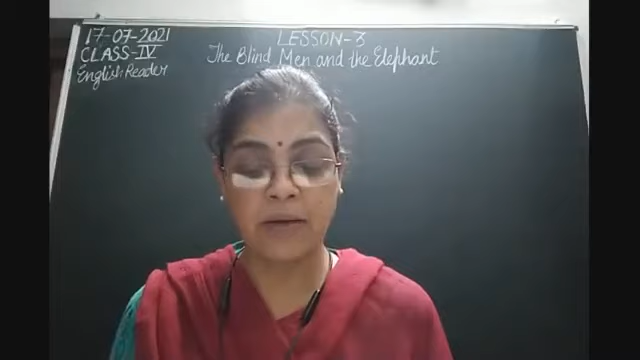 17-07-2021
CLASS-IV
English Reader
LESSON-3
The Blind Men and the Elephant